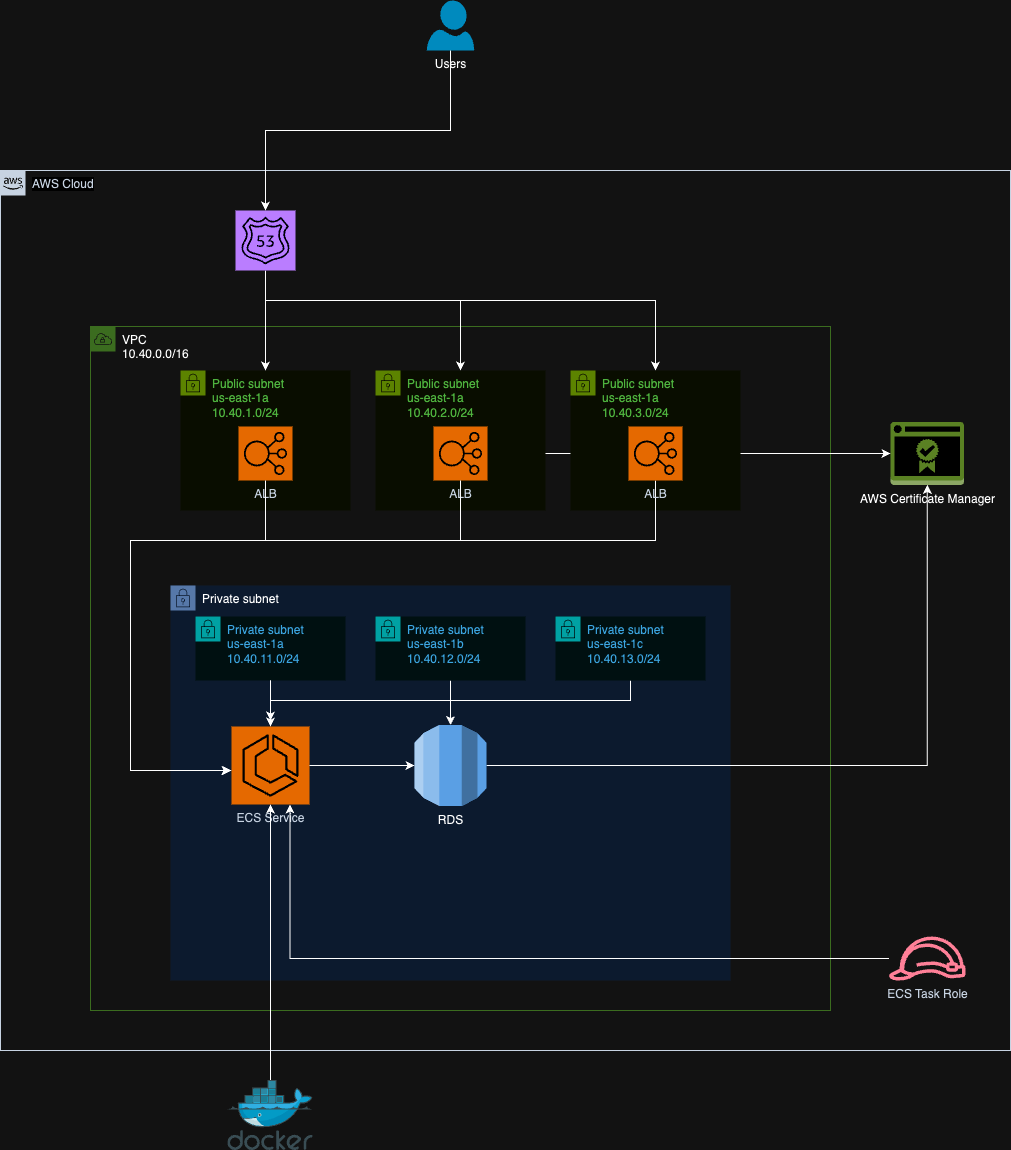 Users
aws
AWS Cloud
53
VPC
10.40.0.0/16
Public subnet
us-east-1a
10.40.1.0/24
ALB
Public subnet
us-east-1a
10.40.2.0/24
ALB
Public subnet
us-east-1a
10.40.3.0/24
ALB
AWS Certificate Manager
Private subnet
Private subnet
us-east-1a
10.40.11.0/24
Private subnet
us-east-1b
10.40.12.0/24
Private subnet
us-east-1c
10.40.13.0/24
ECS Service
RDS
ECS Task Role
docker